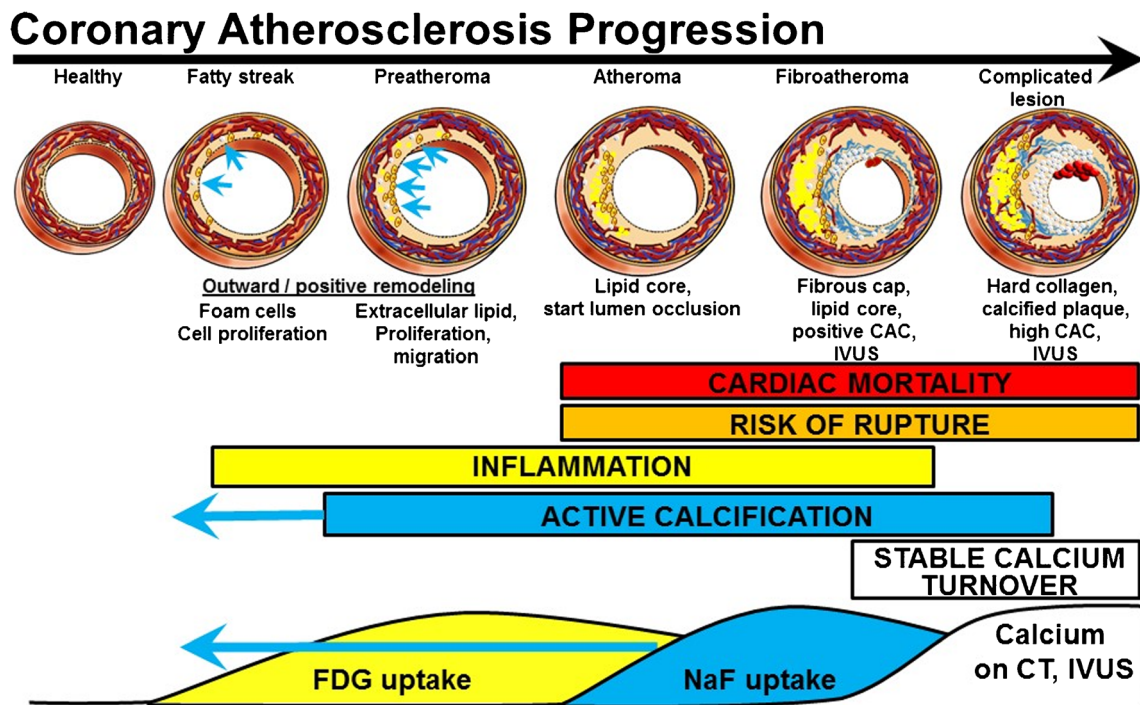 Coronary Atherosclerosis Progression
Healthy
Fatty streak
Preatheroma
Atheroma
Fibroatheroma
Complicated
lesion
Outward / positive remodeling
Foam cells
Cell proliferation
Extracellular lipid,
Proliferation,
migration
Lipid core,
start lumen occlusion
Fibrous cap,
lipid core,
positive CAC,
IVUS
Hard collagen,
calcified plaque,
high CAC,
IVUS
CARDIAC MORTALITY
RISK OF RUPTURE
INFLAMMATION
ACTIVE CALCIFICATION
STABLE CALCIUM
TURNOVER
FDG uptake
NaF uptake
Calcium
on CT, IVUS